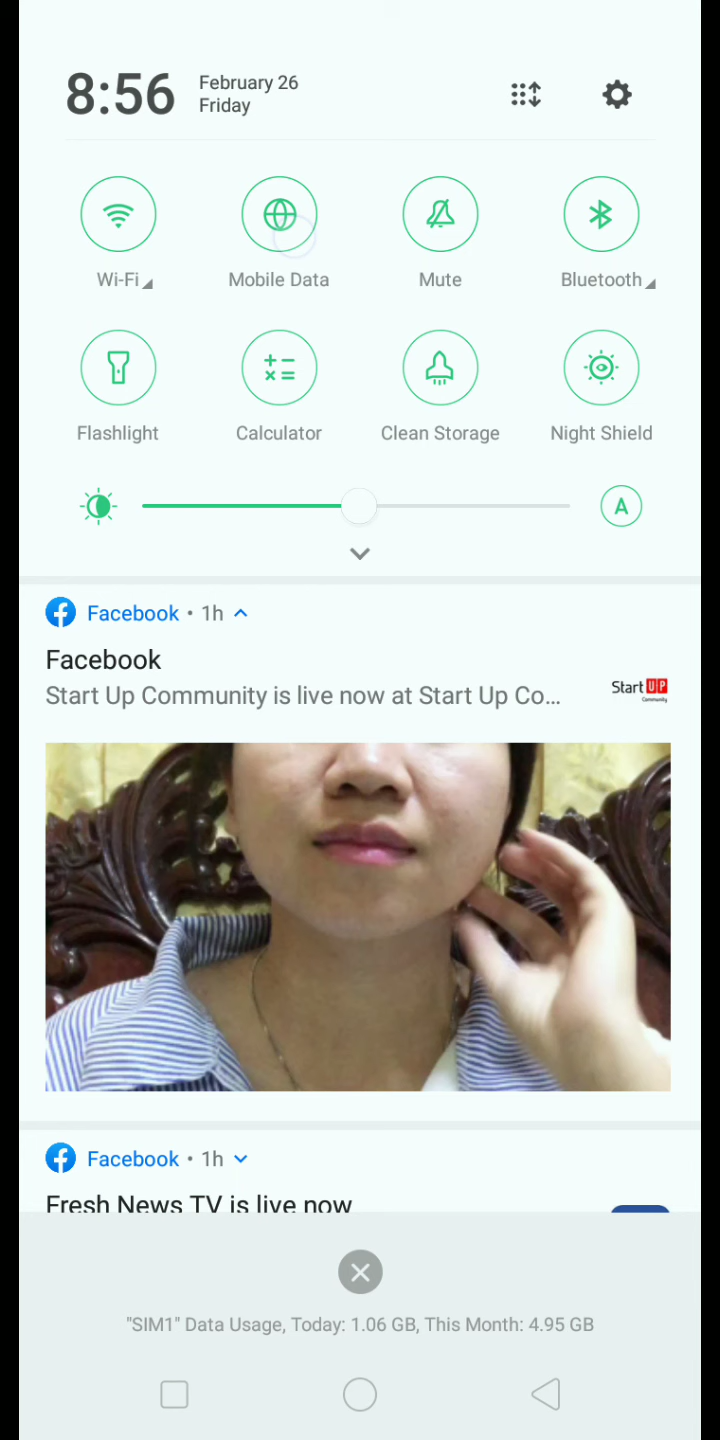 8:56
February 26
Friday
Wi-Fi
Mobile Data
Mute
Bluetooth
Flashlight
Calculator
Clean Storage
Night Shield
A
Facebook • 1h
Facebook
Start Up Community is live now at Start Up Co...
Start UP
Community
Facebook • 1h
Fresh News TV is live now
"SIM1" Data Usage, Today: 1.06 GB, This Month: 4.95 GB